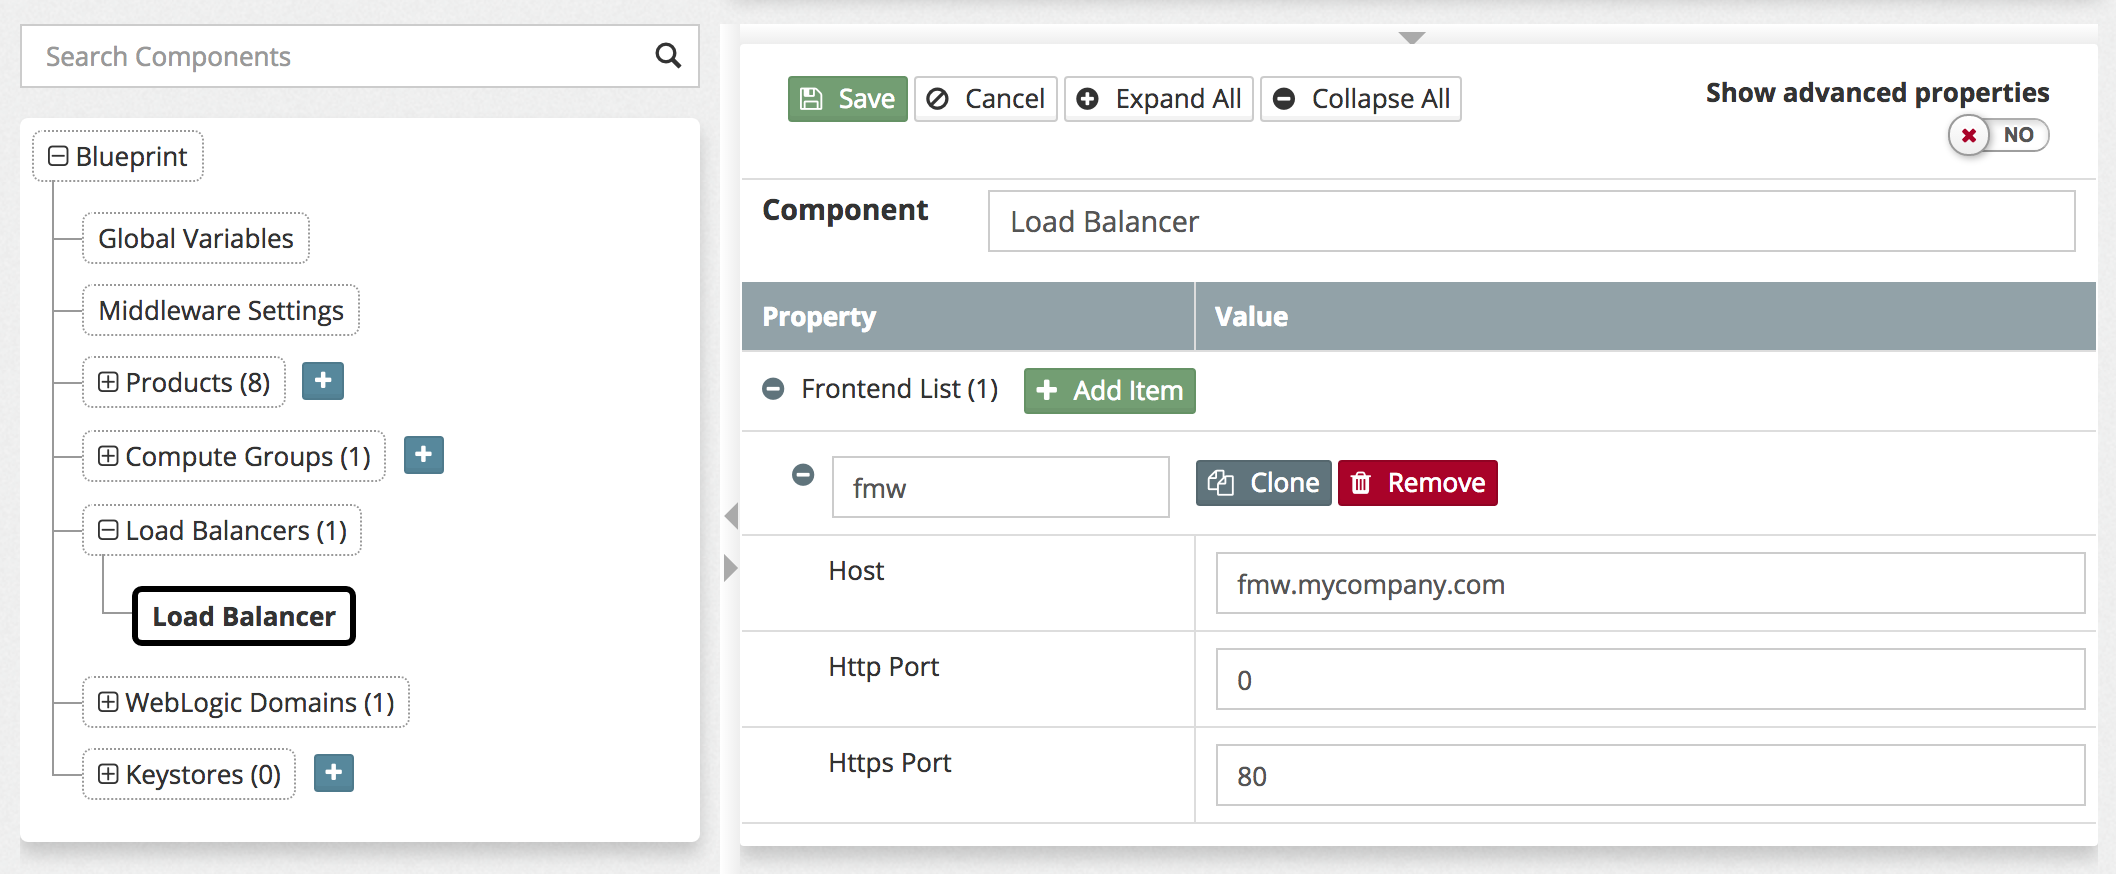 Search Components
Blueprint
Global Variables
Middleware Settings
Products (8)
Compute Groups (1)
Load Balancers (1)
Load Balancer
WebLogic Domains (1)
Keystores (0)
Save Cancel Expand All Collapse All
Show advanced properties
NO
Component Load Balancer
Property Value
Frontend List (1) Add Item
fmw Clone Remove
Host fmw.mycompany.com
Http Port 0
Https Port 80